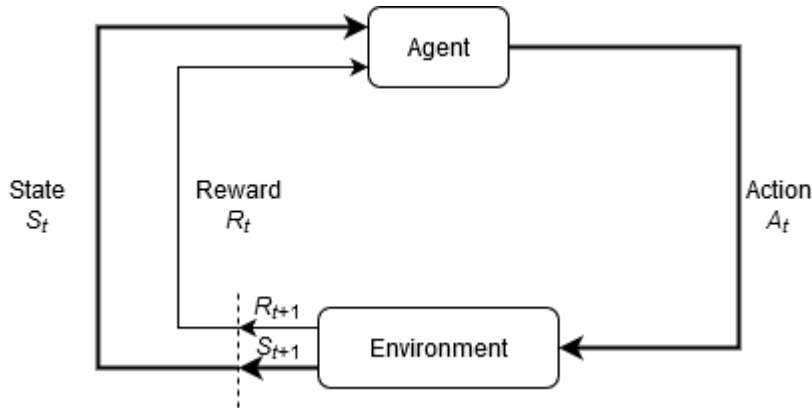 Agent
State
Sₜ
Reward
Rₜ
Action
Aₜ
Rₜ₊₁
Sₜ₊₁
Environment